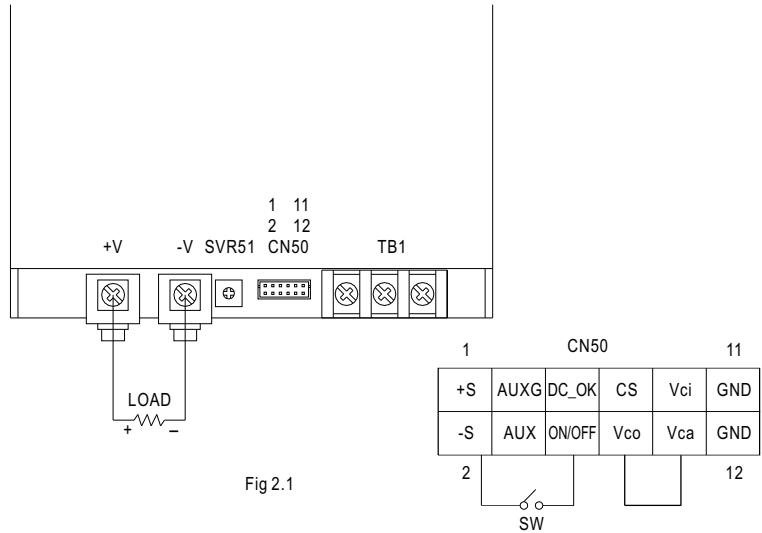 1 11
2 12
+V -V SVR51 CN50 TB1
LOAD
+ –
Fig 2.1
1 CN50 11
+S AUXG DC_OK CS Vci GND
-S AUX ON/OFF Vco Vca GND
2 12
SW